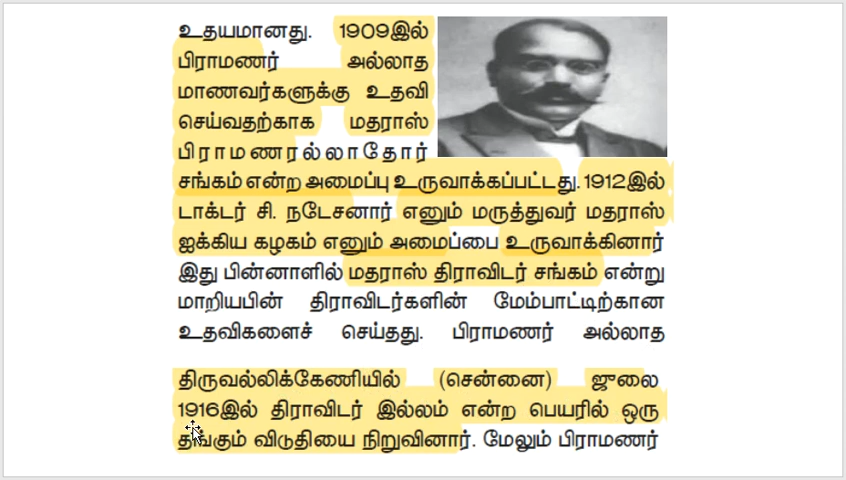 உதயமானது. 1909இல்
பிராமணர் அல்லாத
மாணவர்களுக்கு உதவி
செய்வதற்காக மதராஸ்
பிராமணரல்லாதோர்
சங்கம் என்ற அமைப்பு உருவாக்கப்பட்டது. 1912இல்
டாக்டர் சி. நடேசனார் எனும் மருத்துவர் மதராஸ்
ஐக்கிய கழகம் எனும் அமைப்பை உருவாக்கினார்
இது பின்னாளில் மதராஸ் திராவிடர் சங்கம் என்று
மாறியபின் திராவிடர்களின் மேம்பாட்டிற்கான
உதவிகளைச் செய்தது. பிராமணர் அல்லாத
திருவல்லிக்கேணியில் (சென்னை) ஜுலை
1916இல் திராவிடர் இல்லம் என்ற பெயரில் ஒரு
தங்கும் விடுதியை நிறுவினார். மேலும் பிராமணர்